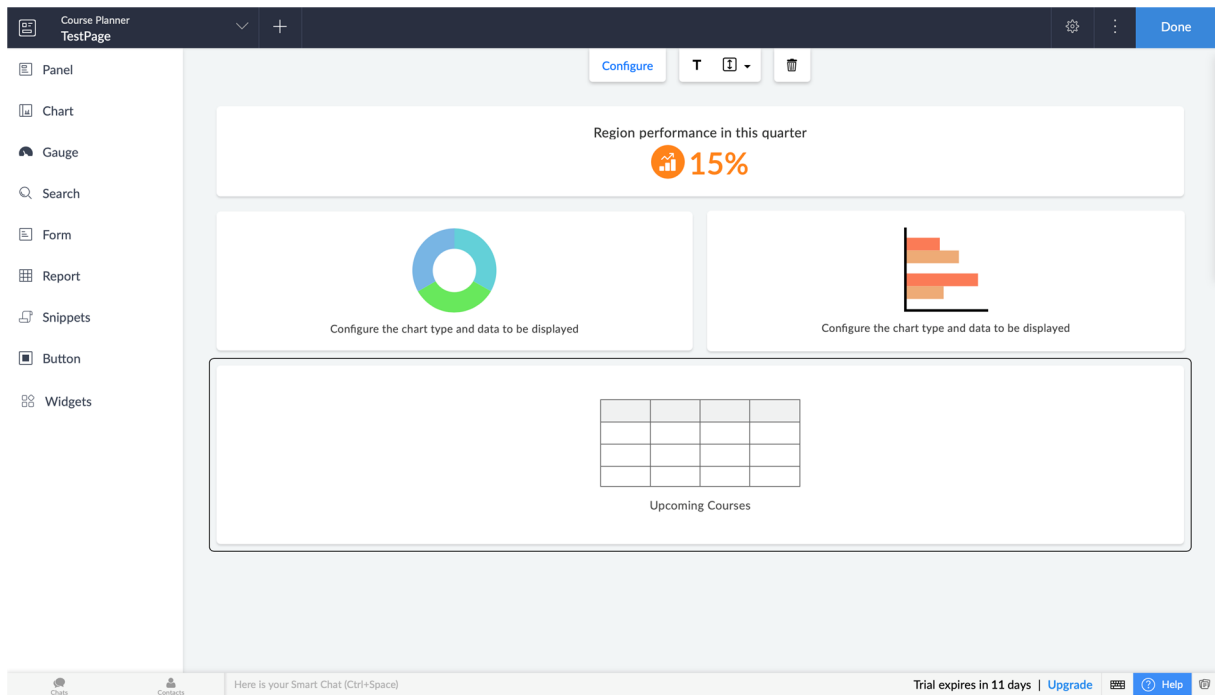 Course Planner
TestPage
Done
Panel
Chart
Gauge
Search
Form
Report
Snippets
Button
Widgets
Configure
T
Region performance in this quarter
15%
Configure the chart type and data to be displayed
Configure the chart type and data to be displayed
Upcoming Courses
Chats
Contacts
Here is your Smart Chat (Ctrl+Space)
Trial expires in 11 days | Upgrade
? Help